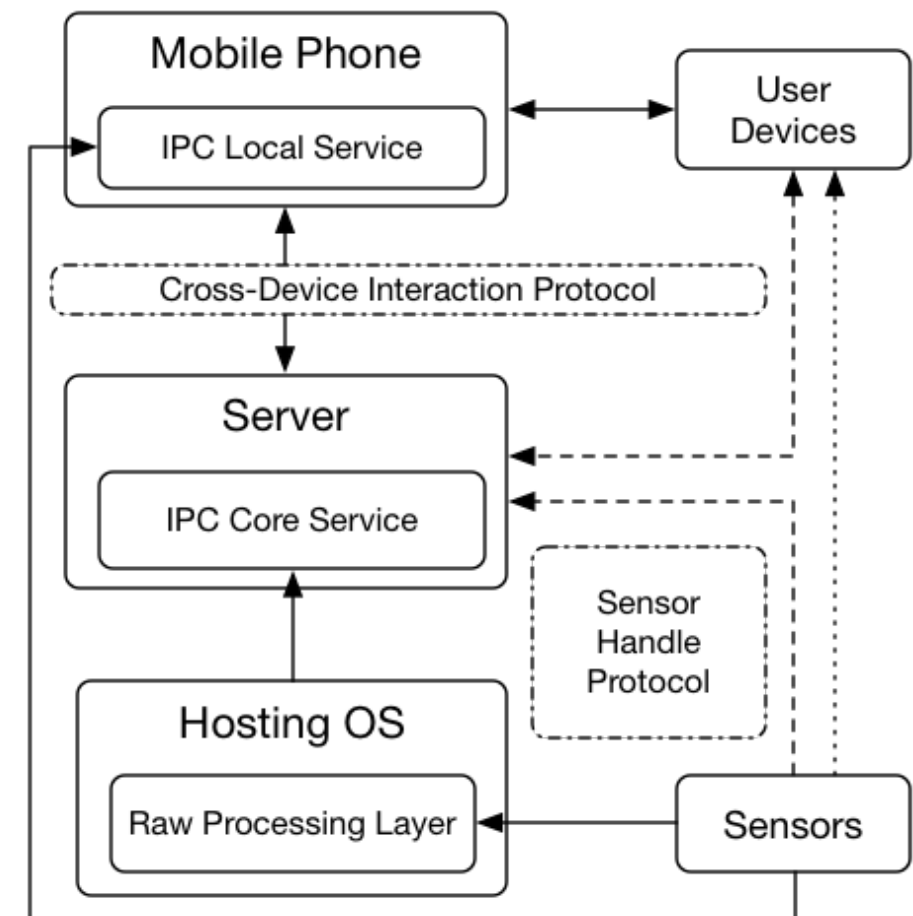 Mobile Phone
IPC Local Service
User
Devices
Cross-Device Interaction Protocol
Server
IPC Core Service
Sensor
Handle
Protocol
Hosting OS
Raw Processing Layer
Sensors